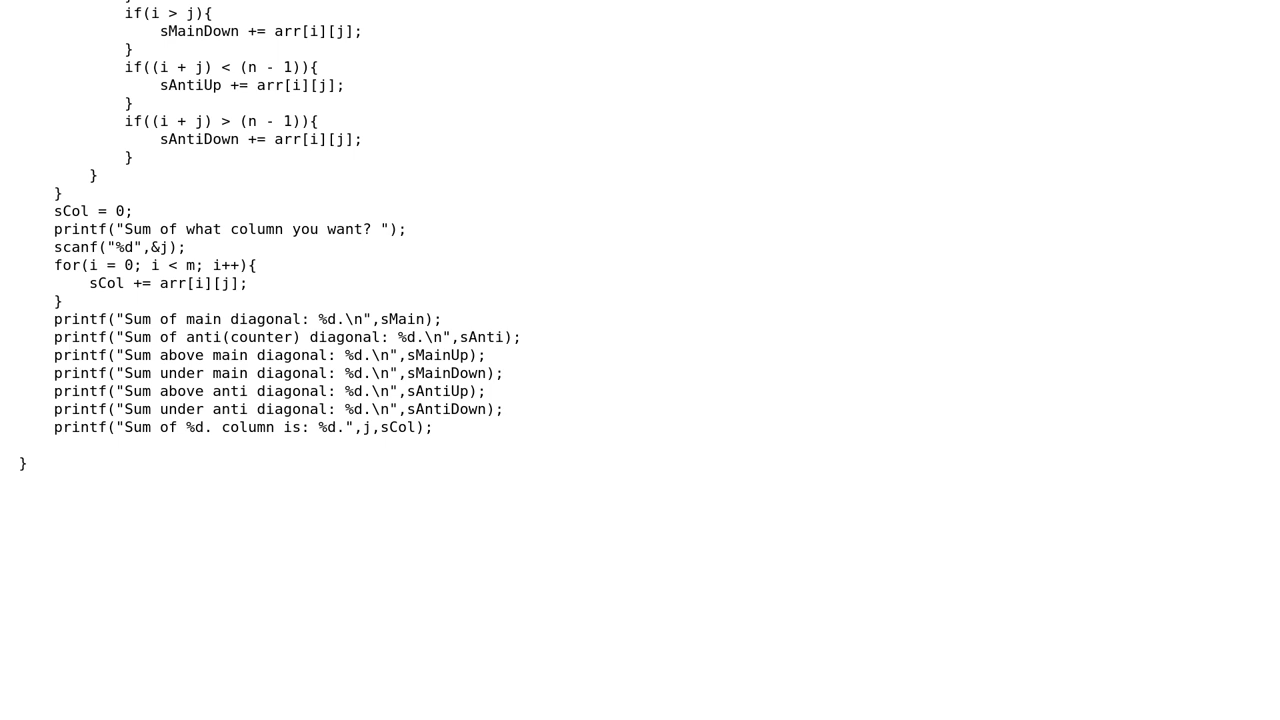 if(i > j){
sMainDown += arr[i][j];
}
if((i + j) < (n - 1)){
sAntiUp += arr[i][j];
}
if((i + j) > (n - 1)){
sAntiDown += arr[i][j];
}
}
}
sCol = 0;
printf("Sum of what column you want? ");
scanf("%d",&j);
for(i = 0; i < m; i++){
sCol += arr[i][j];
}
printf("Sum of main diagonal: %d.\n",sMain);
printf("Sum of anti(counter) diagonal: %d.\n",sAnti);
printf("Sum above main diagonal: %d.\n",sMainUp);
printf("Sum under main diagonal: %d.\n",sMainDown);
printf("Sum above anti diagonal: %d.\n",sAntiUp);
printf("Sum under anti diagonal: %d.\n",sAntiDown);
printf("Sum of %d. column is: %d.",j,sCol);
}